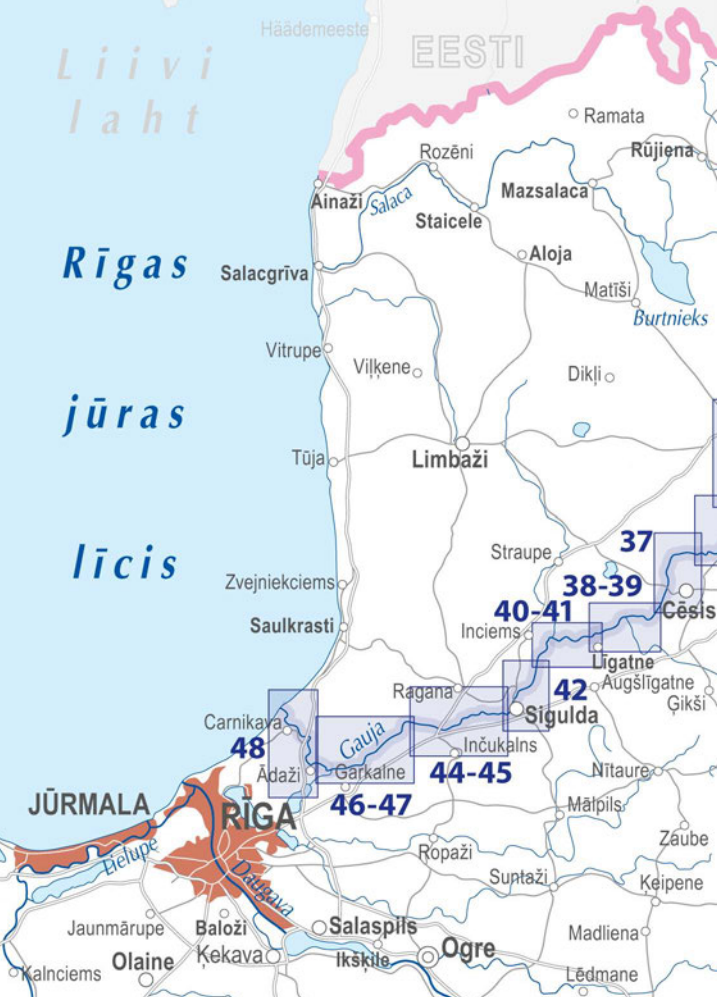 Häädemeeste
EESTI
Liivi
laht
Ramata
Rozēni
Rūjiena
Ainaži
Salaca
Mazsalaca
Staicele
Rīgas
Salacgrīva
Aloja
Matīši
Burtnieks
Vitrupe
Viļķene
Dikļi
jūras
Tūja
Limbaži
līcis
Straupe
37
Zvejniekciems
38-39
40-41
Cēsis
Saulkrasti
Inciems
Līgatne
Ragana
42
Augšlīgatne
Ģikši
Carnikava
Sigulda
48
Gauja
Inčukalns
Ādaži
Garkalne
44-45
Nītaure
JŪRMALA
RĪGA
46-47
Mālpils
Lielupe
Ropaži
Zaube
Daugava
Suntaži
Ķeipene
Jaunmārupe
Baloži
Salaspils
Madliena
Ķekava
Ikšķile
Ogre
Kalnciems
Olaine
Lēdmane